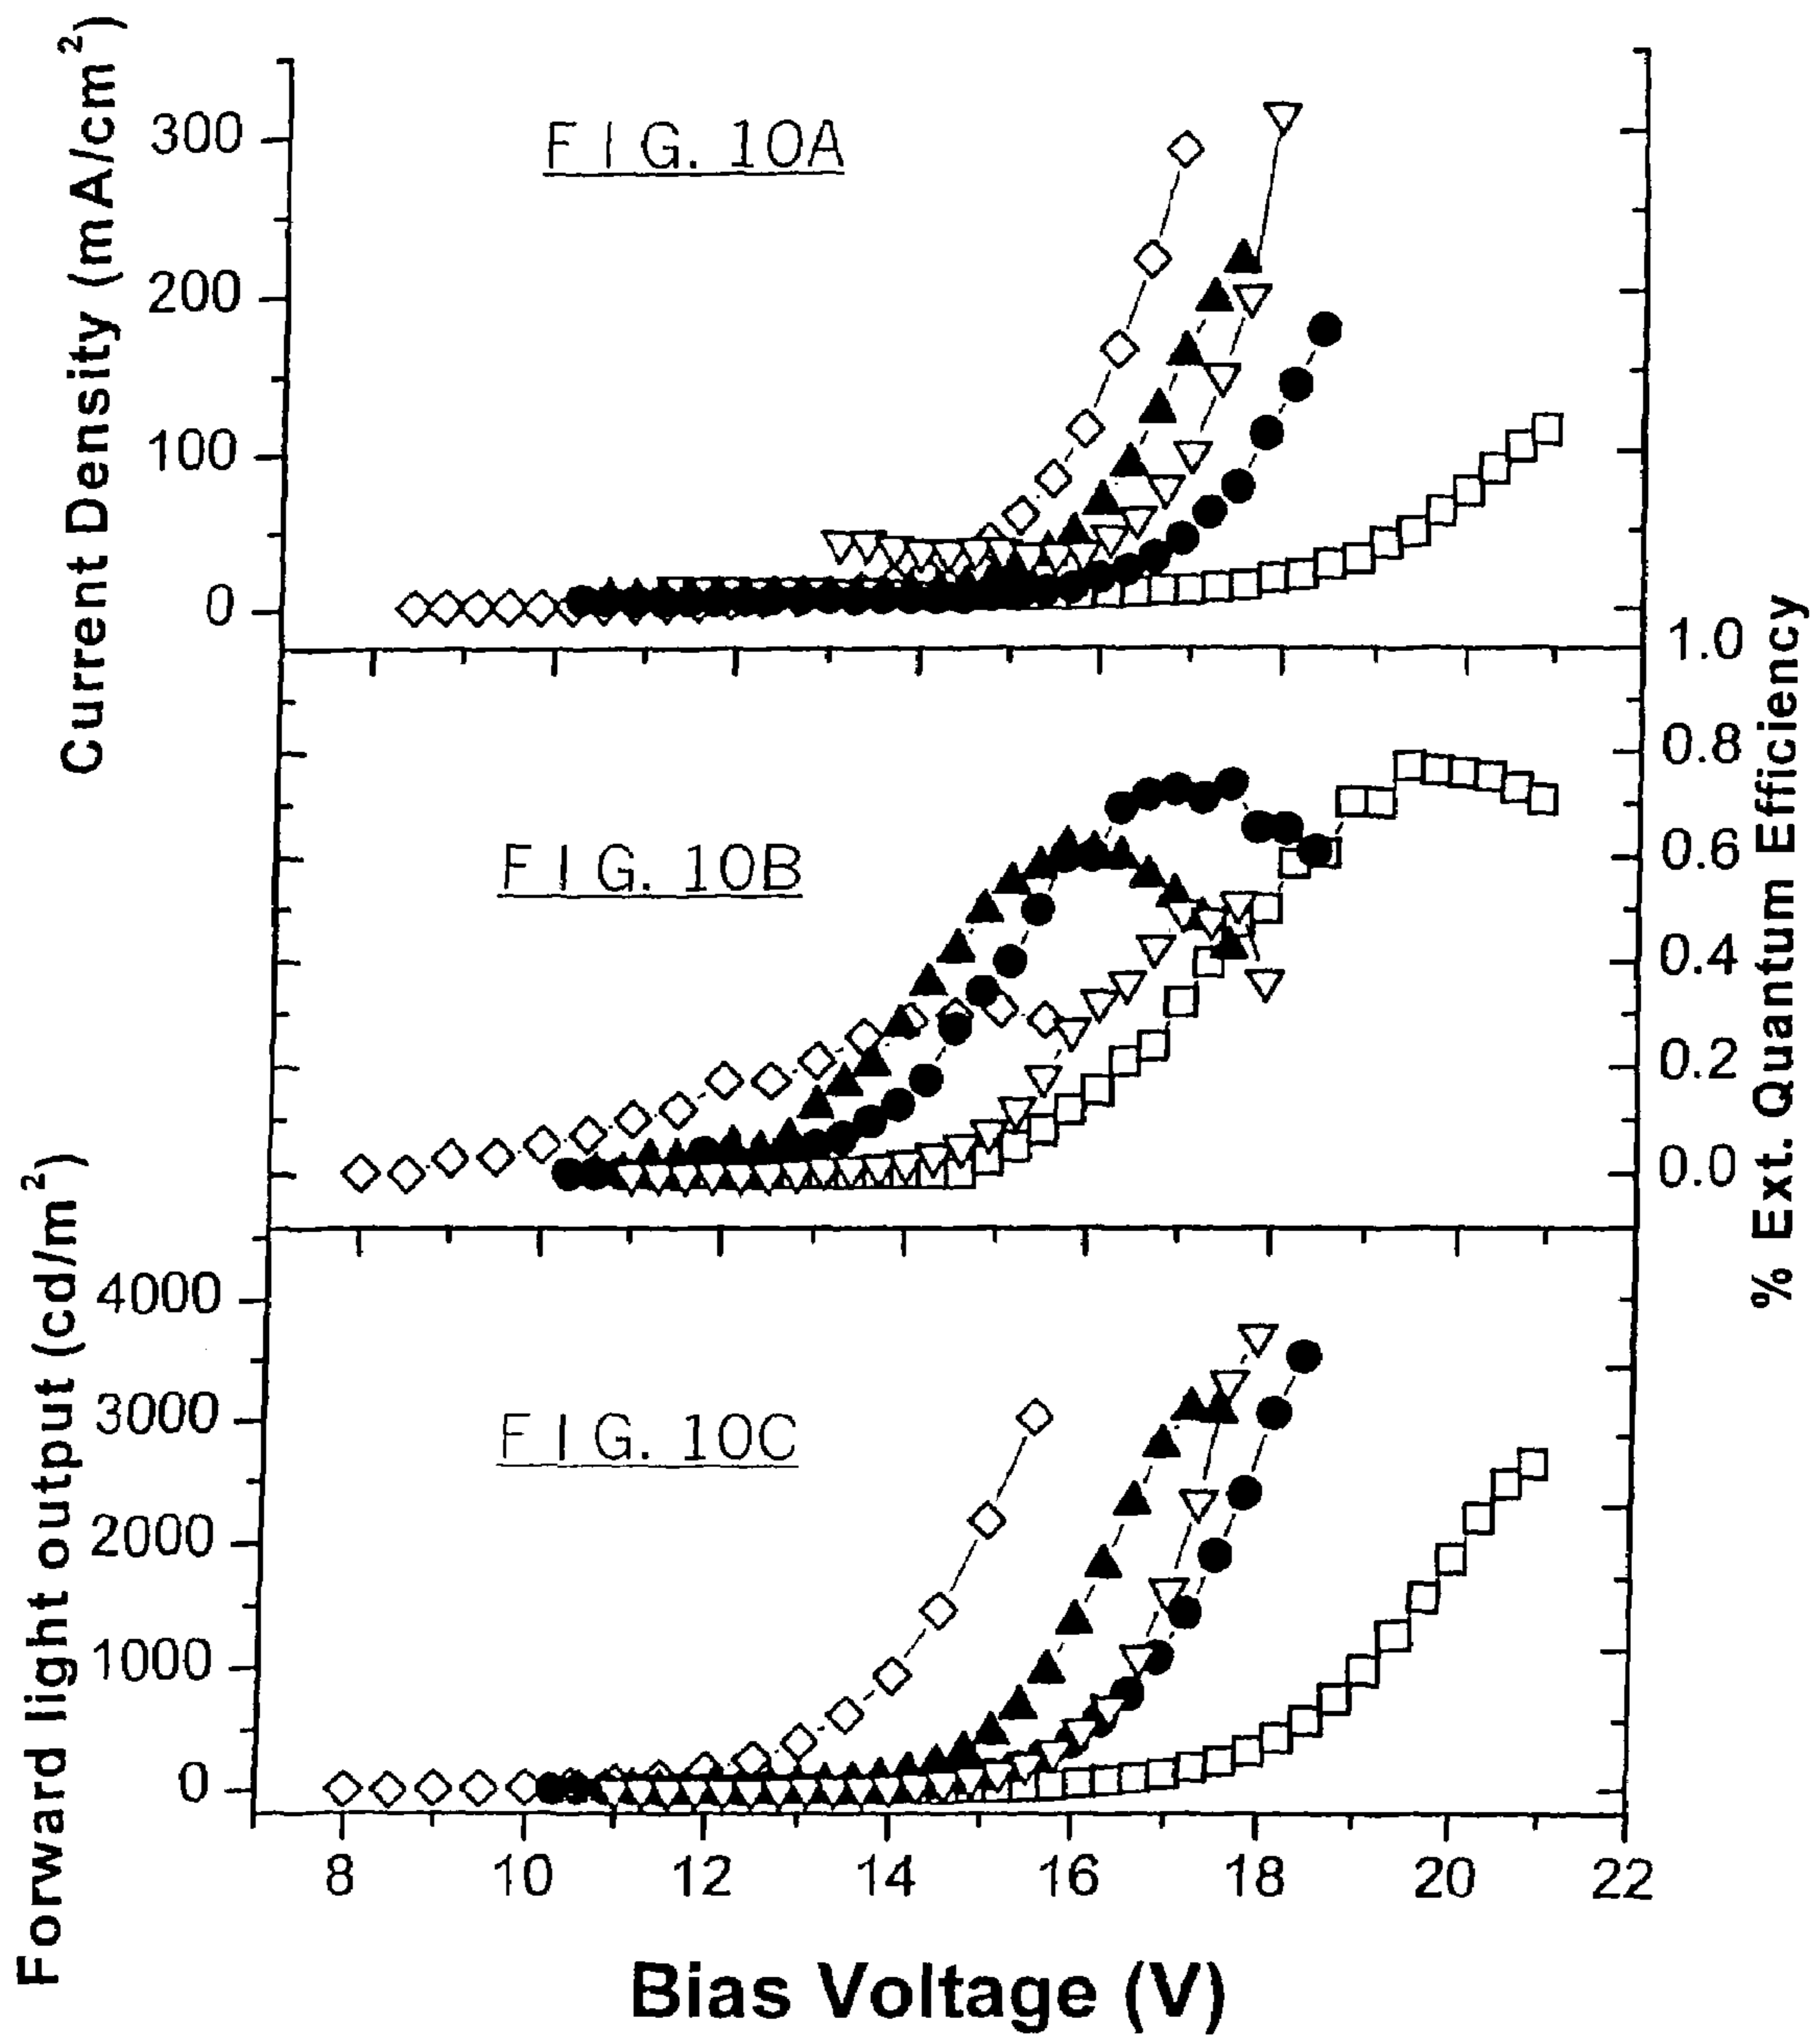 Current Density (mA/cm²)
300
200
100
0
FIG. 10A
FIG. 10B
1.0
0.8
0.6
0.4
0.2
0.0
% Ext. Quantum Efficiency
Forward light output (cd/m²)
4000
3000
2000
1000
0
FIG. 10C
8 10 12 14 16 18 20 22
Bias Voltage (V)